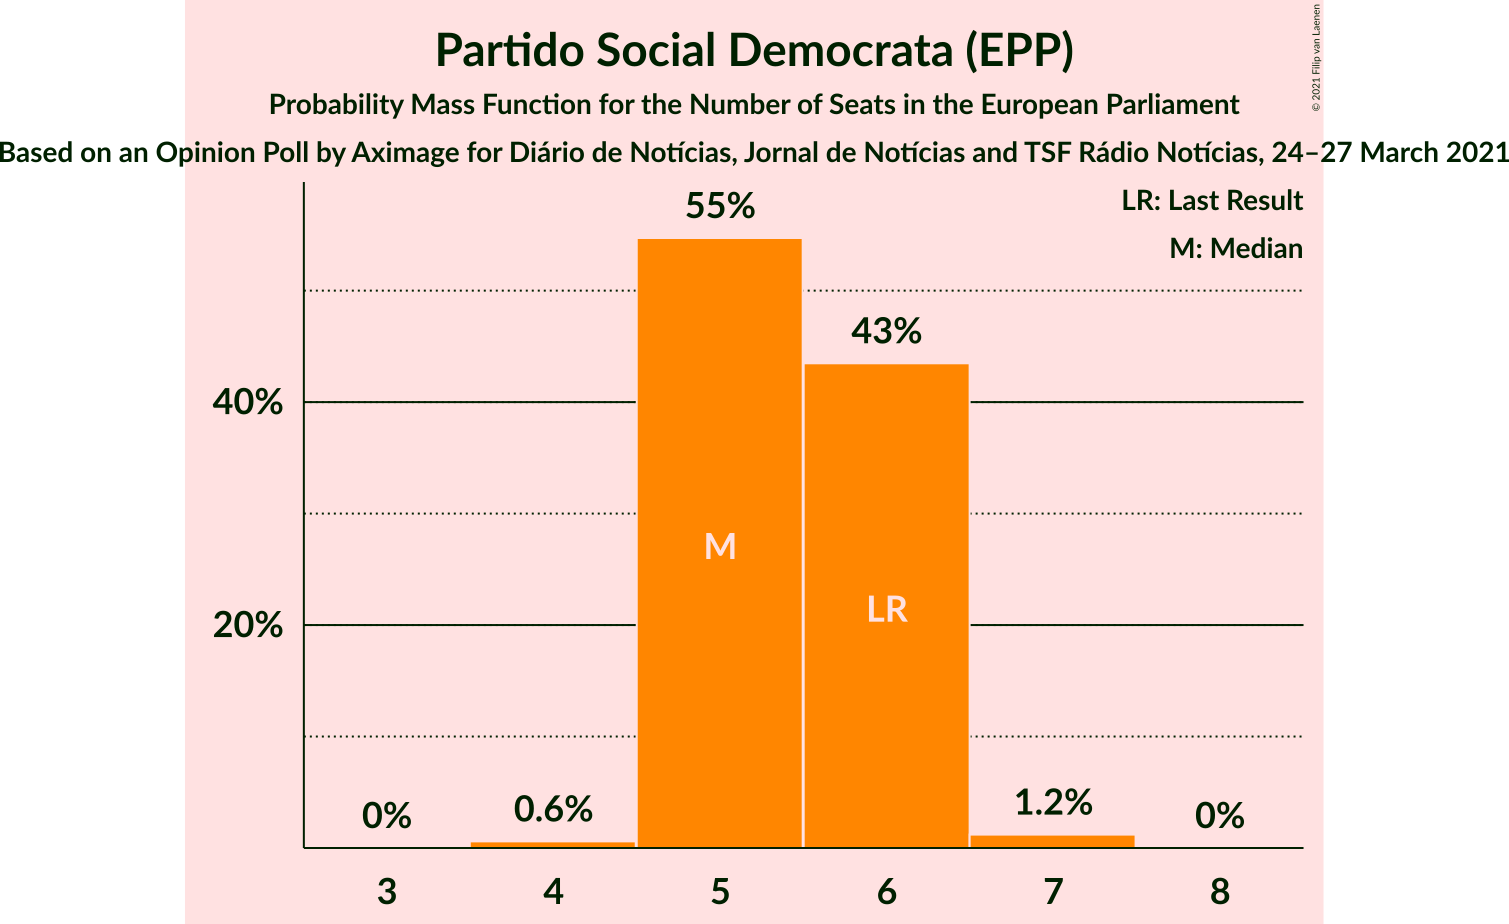 Partido Social Democrata (EPP)
Probability Mass Function for the Number of Seats in the European Parliament
Based on an Opinion Poll by Aximage for Diário de Notícias, Jornal de Notícias and TSF Rádio Notícias, 24–27 March 2021
© 2021 Filip van Laenen
LR: Last Result
M: Median
55%
43%
40%
M
LR
20%
0%
0.6%
1.2%
0%
3 4 5 6 7 8